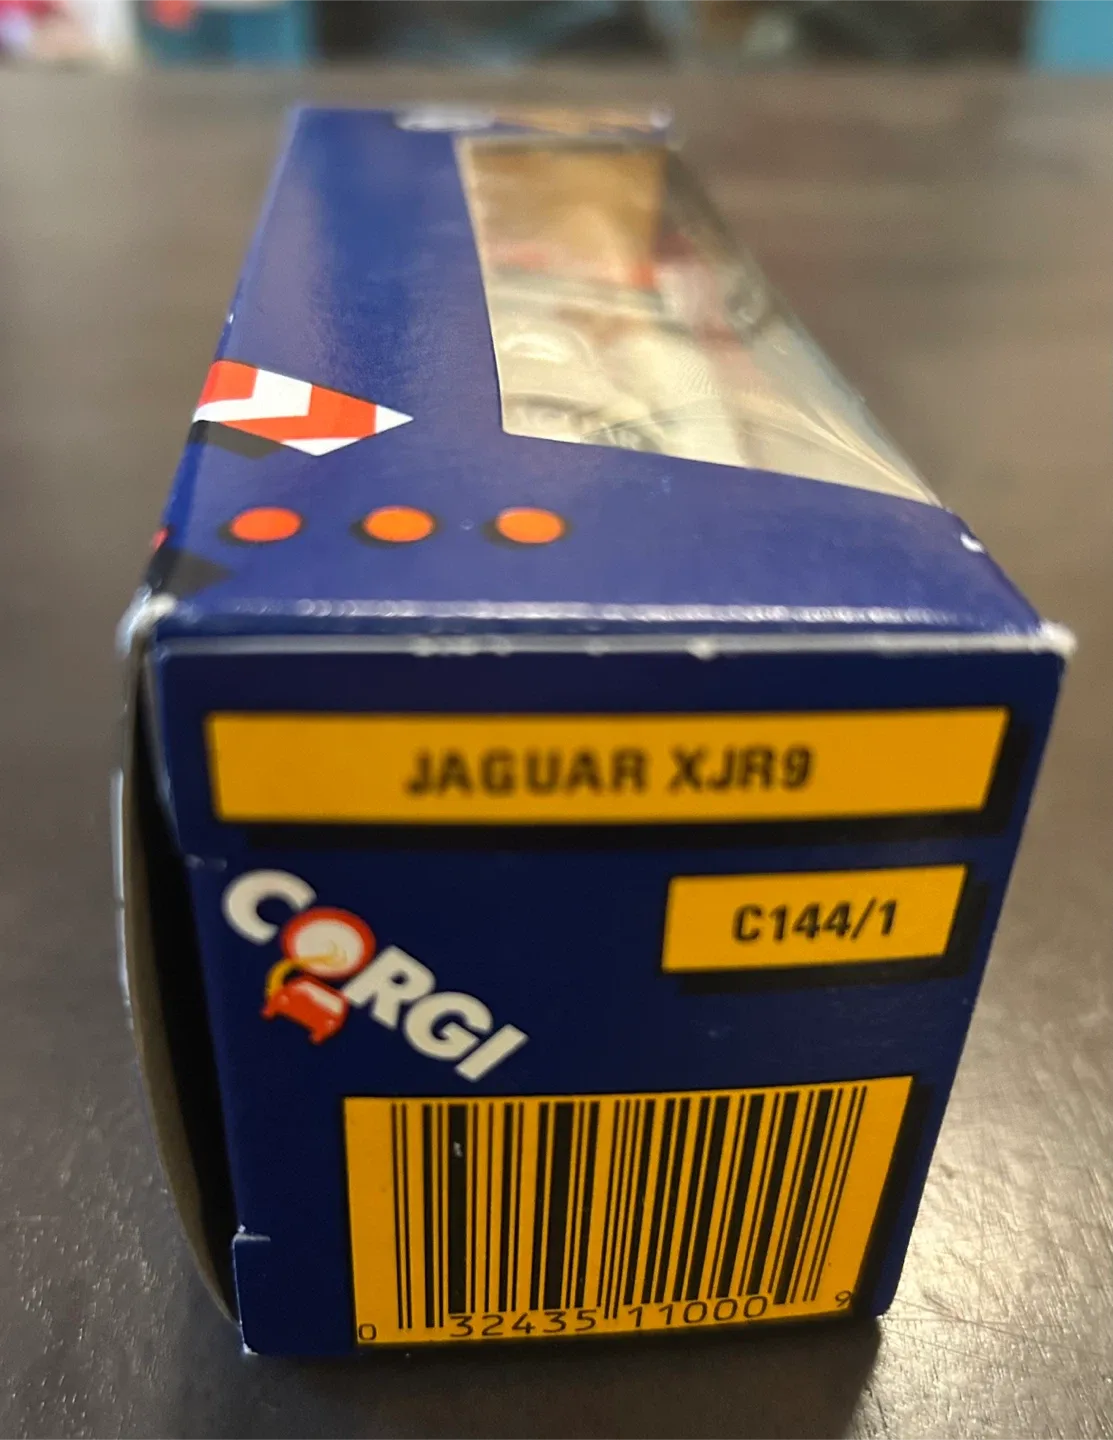 JAGUAR XJR9
C144/1
CORGI
0 32435 11000 9